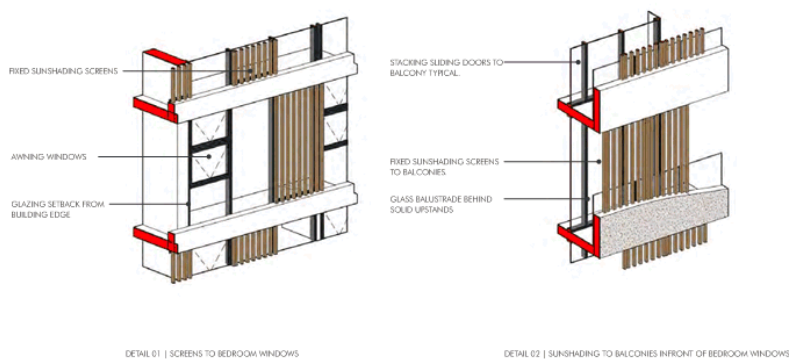 FIXED SUNSHADING SCREENS
AWNING WINDOWS
GLAZING SETBACK FROM
BUILDING EDGE
DETAIL 01 | SCREENS TO BEDROOM WINDOWS
STACKING SLIDING DOORS TO
BALCONY TYPICAL.
FIXED SUNSHADING SCREENS
TO BALCONIES
GLASS BALUSTRADE BEHIND
SOLID UPSTANDS
DETAIL 02 | SUNSHADING TO BALCONIES INFRONT OF BEDROOM WINDOWS